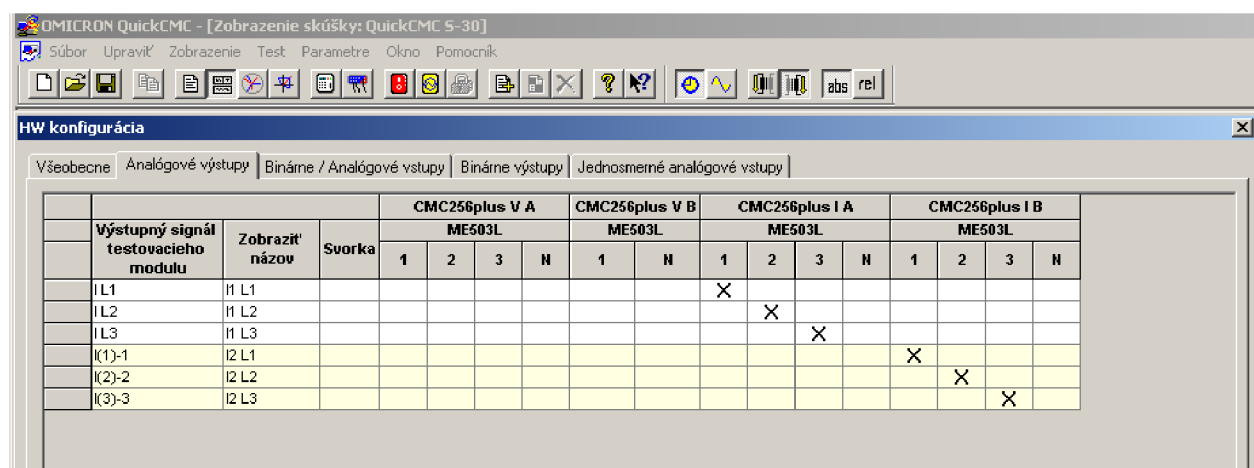 OMICRON QuickCMC - [Zobrazenie skúšky: QuickCMC S-30]
Súbor Upraviť Zobrazenie Test Parametre Okno Pomocník
abs rel
HW konfigurácia
Všeobecne Analógové výstupy Binárne / Analógové vstupy Binárne výstupy Jednosmerné analógové vstupy
CMC256plus V A CMC256plus V B CMC256plus I A CMC256plus I B
Výstupný signál testovacieho modulu Zobraziť názov Svorka ME503L ME503L ME503L ME503L
1 2 3 N 1 N 1 2 3 N 1 2 3 N
I L1 I1 L1 X
I L2 I1 L2 X
I L3 I1 L3 X
I(1)-1 I2 L1 X
I(2)-2 I2 L2 X
I(3)-3 I2 L3 X